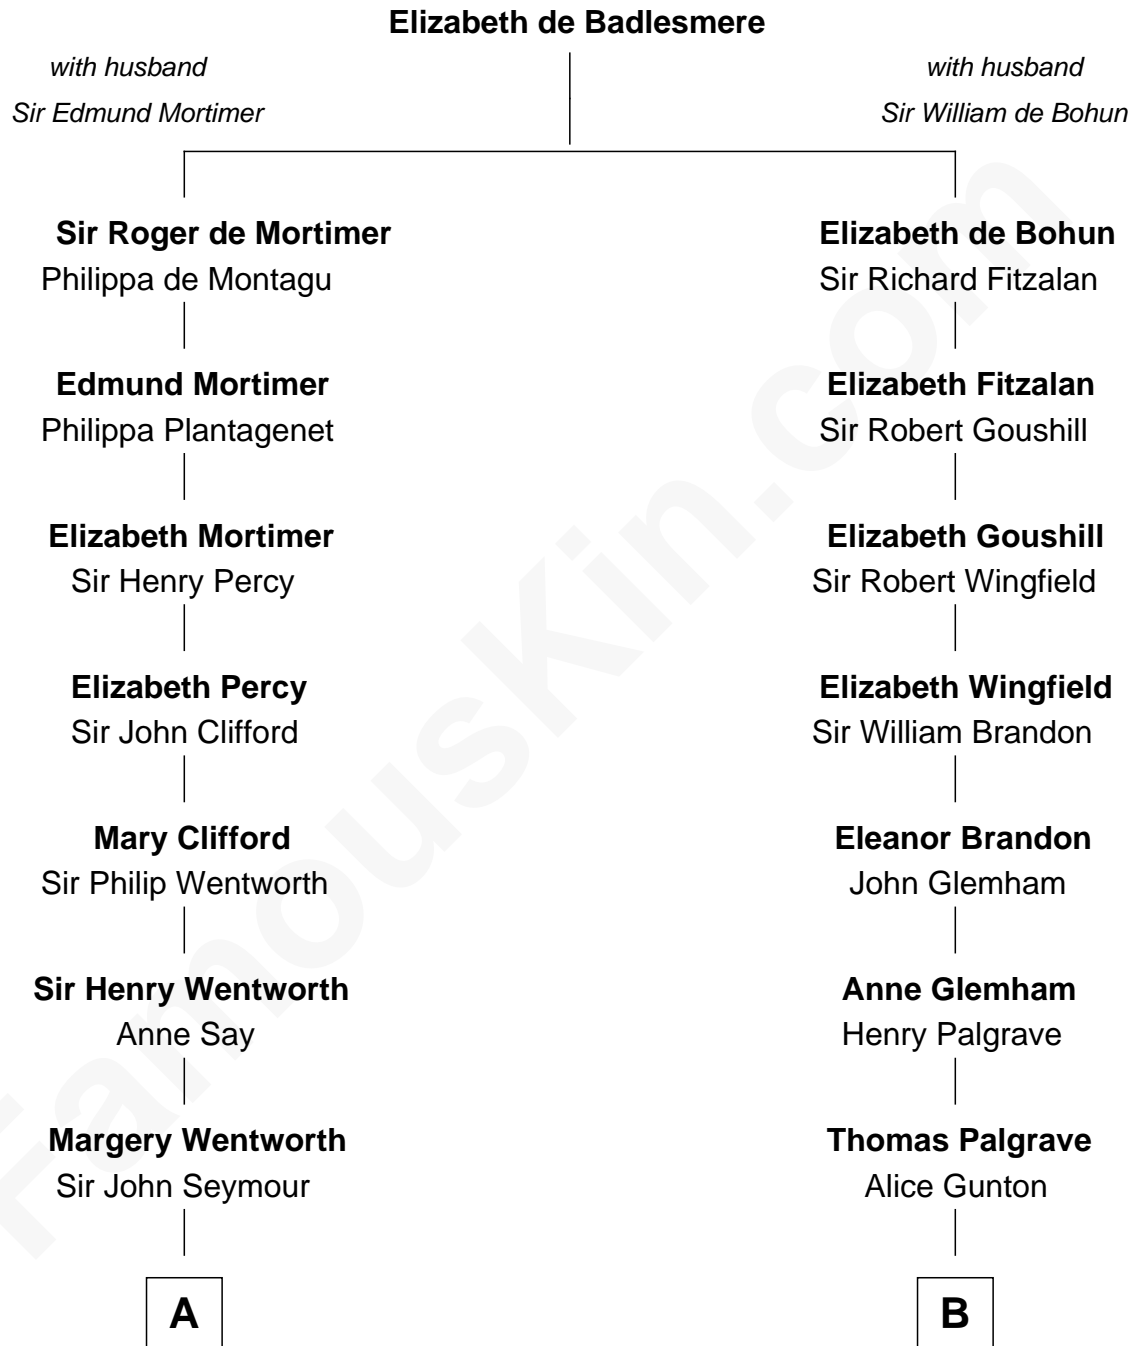 Elizabeth de Badlesmere
with husband
Sir Edmund Mortimer
with husband
Sir William de Bohun
Sir Roger de Mortimer
Philippa de Montagu
Elizabeth de Bohun
Sir Richard Fitzalan
Edmund Mortimer
Philippa Plantagenet
Elizabeth Fitzalan
Sir Robert Goushill
Elizabeth Mortimer
Sir Henry Percy
Elizabeth Goushill
Sir Robert Wingfield
Elizabeth Percy
Sir John Clifford
Elizabeth Wingfield
Sir William Brandon
Mary Clifford
Sir Philip Wentworth
Eleanor Brandon
John Glemham
Sir Henry Wentworth
Anne Say
Anne Glemham
Henry Palgrave
Margery Wentworth
Sir John Seymour
Thomas Palgrave
Alice Gunton
A
B
FamousKin.com